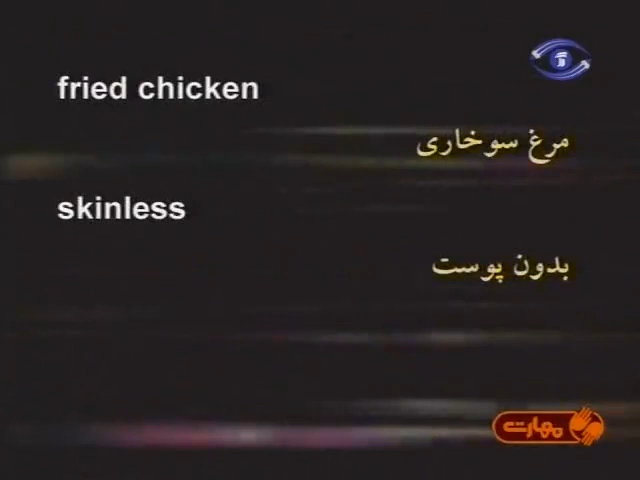 fried chicken
مرغ سوخاری
skinless
بدون پوست
مهارت